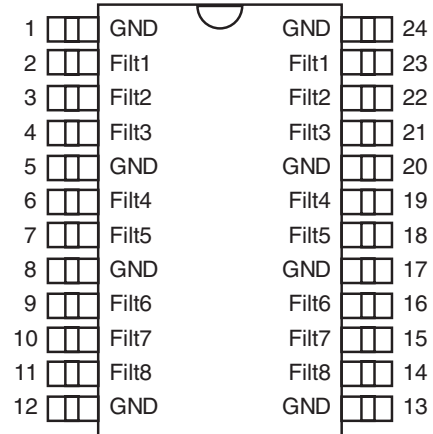 1 GND GND 24
2 Filt1 Filt1 23
3 Filt2 Filt2 22
4 Filt3 Filt3 21
5 GND GND 20
6 Filt4 Filt4 19
7 Filt5 Filt5 18
8 GND GND 17
9 Filt6 Filt6 16
10 Filt7 Filt7 15
11 Filt8 Filt8 14
12 GND GND 13